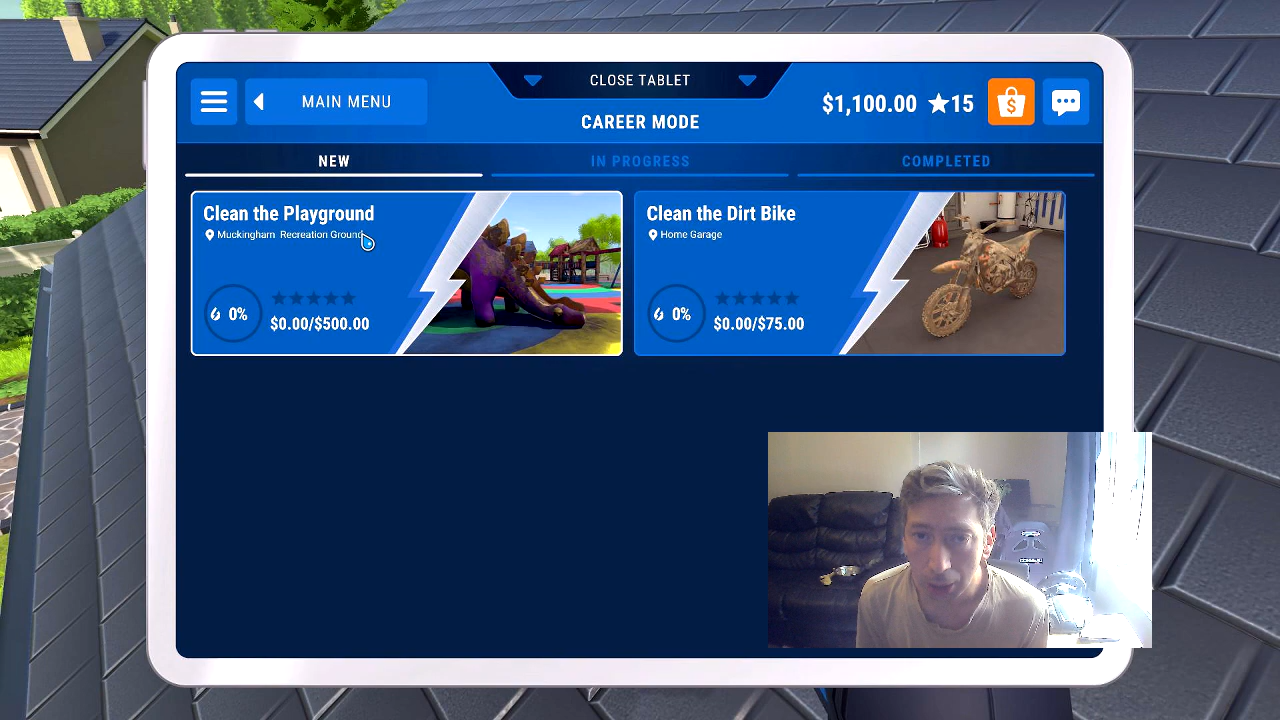 CLOSE TABLET
MAIN MENU
CAREER MODE
$1,100.00 ★15
NEW
IN PROGRESS
COMPLETED
Clean the Playground
Muckingham Recreation Ground
0%
$0.00/$500.00
Clean the Dirt Bike
Home Garage
0%
$0.00/$75.00